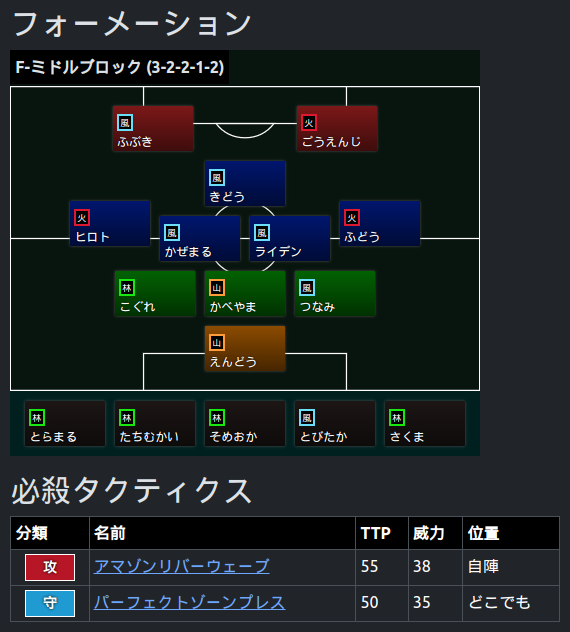 フォーメーション
F-ミドルブロック (3-2-2-1-2)
風 ふぶき
火 ごうえんじ
風 きどう
火 ヒロト
風 かぜまる
風 ライデン
火 ふどう
林 こぐれ
山 かべやま
風 つなみ
山 えんどう
林 とらまる
林 たちむかい
林 そめおか
風 とびたか
林 さくま
必殺タクティクス
分類 名前 TTP 威力 位置
攻 アマゾンリバーウェーブ 55 38 自陣
守 パーフェクトゾーンプレス 50 35 どこでも